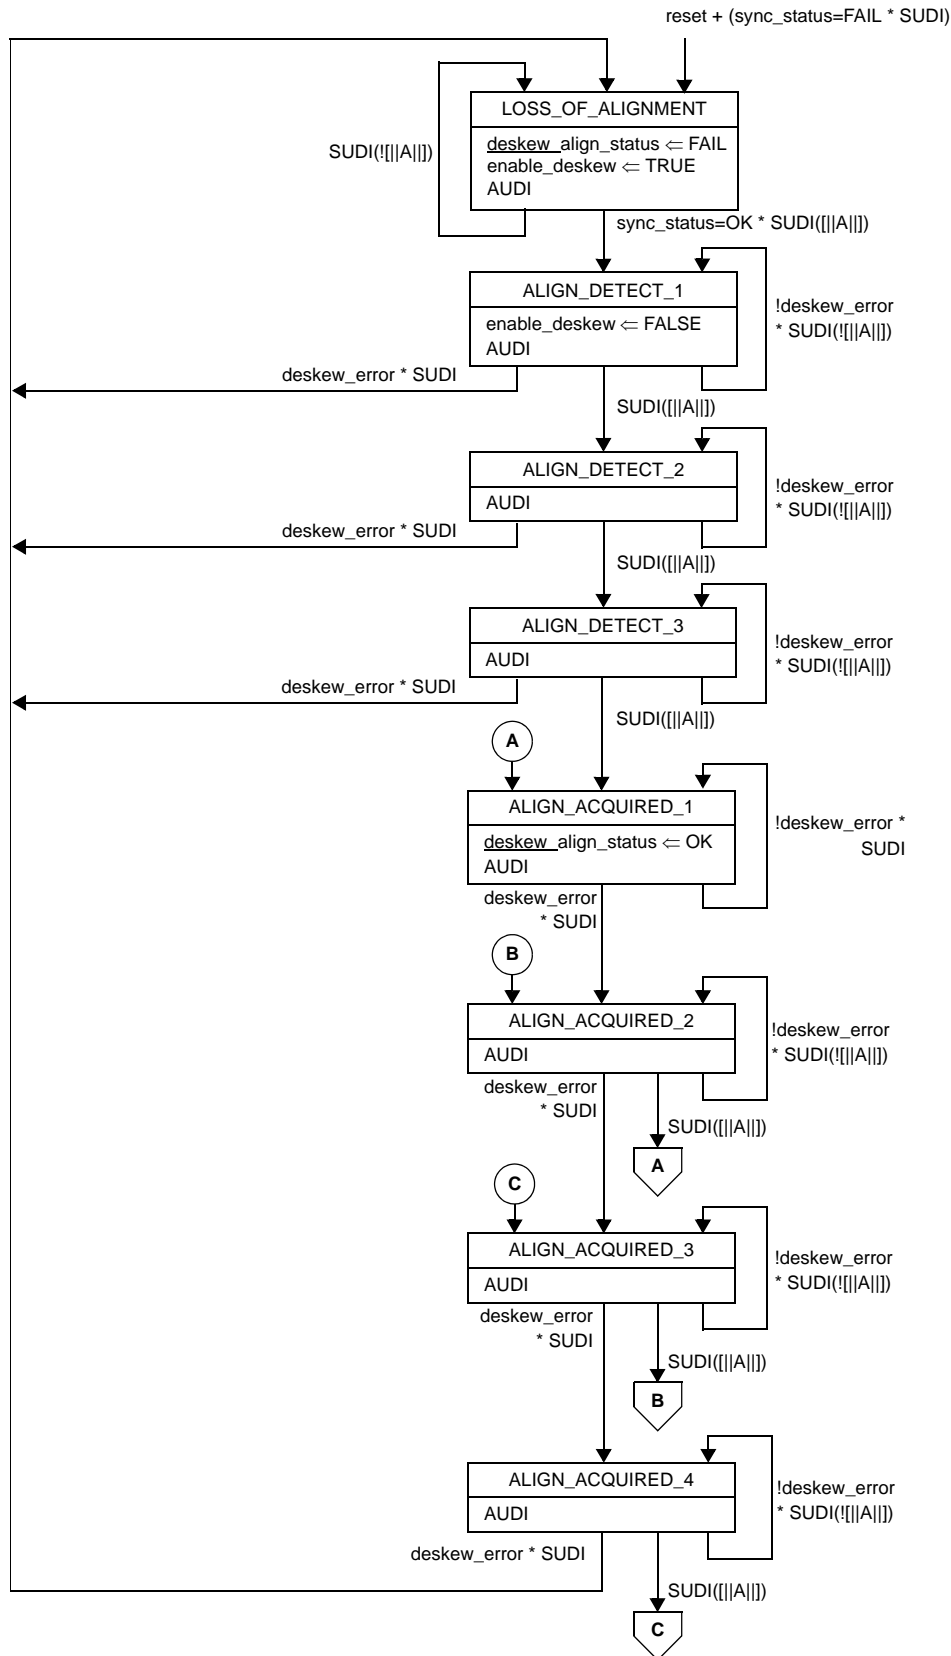 reset + (sync_status=FAIL * SUDI)
LOSS_OF_ALIGNMENT
deskew_align_status ⇐ FAIL
enable_deskew ⇐ TRUE
AUDI
SUDI(![||A||])
sync_status=OK * SUDI([||A||])
ALIGN_DETECT_1
enable_deskew ⇐ FALSE
AUDI
!deskew_error
* SUDI(![||A||])
deskew_error * SUDI
SUDI([||A||])
ALIGN_DETECT_2
AUDI
!deskew_error
* SUDI(![||A||])
deskew_error * SUDI
SUDI([||A||])
ALIGN_DETECT_3
AUDI
!deskew_error
* SUDI(![||A||])
deskew_error * SUDI
SUDI([||A||])
A
ALIGN_ACQUIRED_1
deskew_align_status ⇐ OK
AUDI
!deskew_error *
SUDI
deskew_error
* SUDI
B
ALIGN_ACQUIRED_2
AUDI
!deskew_error
* SUDI(![||A||])
deskew_error
* SUDI
SUDI([||A||])
A
C
ALIGN_ACQUIRED_3
AUDI
!deskew_error
* SUDI(![||A||])
deskew_error
* SUDI
SUDI([||A||])
B
ALIGN_ACQUIRED_4
AUDI
!deskew_error
* SUDI(![||A||])
deskew_error * SUDI
SUDI([||A||])
C